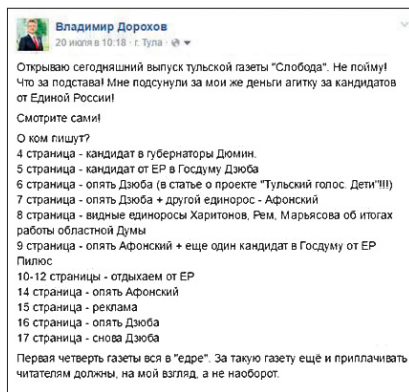 Владимир Дорохов
20 июля в 10:18 · г. Тула ·
Открываю сегодняшний выпуск тульской газеты "Слобода". Не пойму!
Что за подстава! Мне подсунули за мои же деньги агитку за кандидатов
от Единой России!
Смотрите сами!
О ком пишут?
4 страница - кандидат в губернаторы Дюмин.
5 страница - кандидат от ЕР в Госдуму Дзюба
6 страница - опять Дзюба (в статье о проекте "Тульский голос. Дети"!!!)
7 страница - опять Дзюба + другой единорос - Афонский
8 страница - видные единоросы Харитонов, Рем, Марьясова об итогах
работы областной Думы
9 страница - опять Афонский + еще один кандидат в Госдуму от ЕР
Пилюс
10-12 страницы - отдыхаем от ЕР
14 страница - опять Афонский
15 страница - реклама
16 страница - опять Дзюба
17 страница - снова Дзюба
Первая четверть газеты вся в "едре". За такую газету ещё и приплачивать
читателям должны, на мой взгляд, а не наоборот.